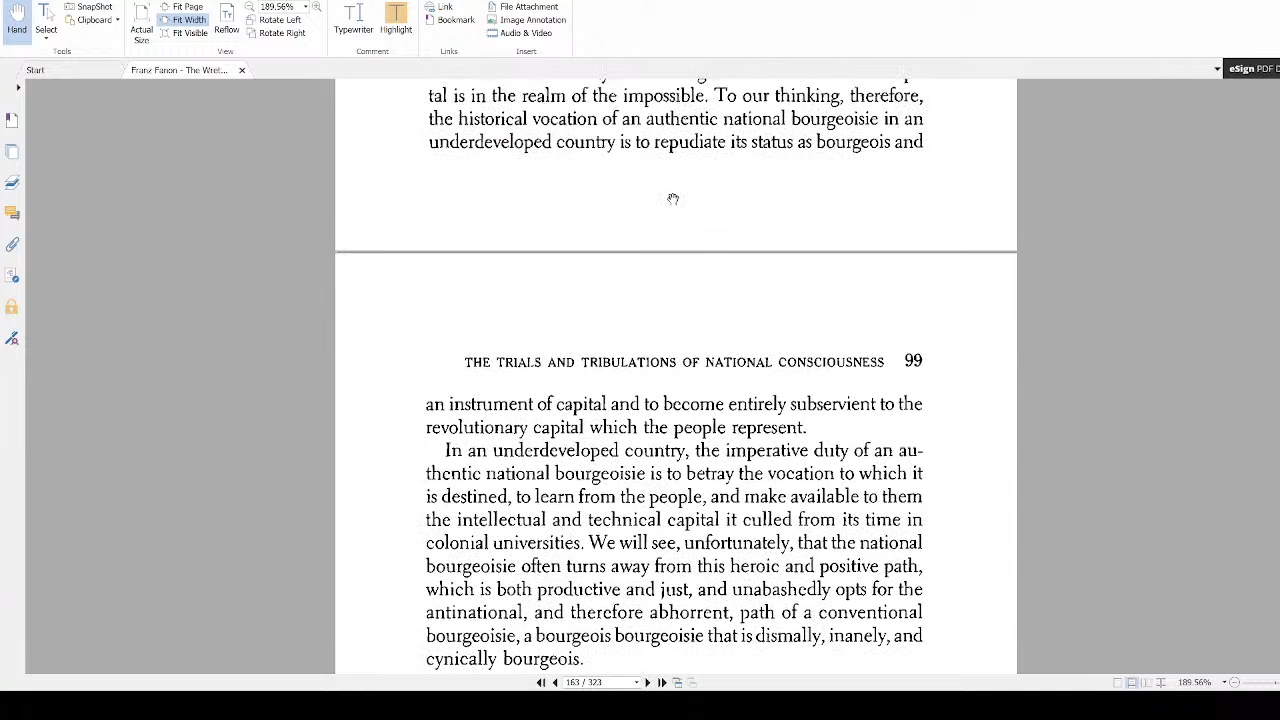 Hand
Select
SnapShot
Clipboard
Tools
Actual Size
Fit Page
Fit Width
Fit Visible
Reflow
189.56%
Rotate Left
Rotate Right
View
Typewriter
Highlight
Comment
Link
Bookmark
Links
File Attachment
Image Annotation
Audio & Video
Insert
Start
Franz Fanon - The Wret...
eSign PDF D
tal is in the realm of the impossible. To our thinking, therefore,
the historical vocation of an authentic national bourgeoisie in an
underdeveloped country is to repudiate its status as bourgeois and
THE TRIALS AND TRIBULATIONS OF NATIONAL CONSCIOUSNESS 99
an instrument of capital and to become entirely subservient to the
revolutionary capital which the people represent.
In an underdeveloped country, the imperative duty of an au-
thentic national bourgeoisie is to betray the vocation to which it
is destined, to learn from the people, and make available to them
the intellectual and technical capital it culled from its time in
colonial universities. We will see, unfortunately, that the national
bourgeoisie often turns away from this heroic and positive path,
which is both productive and just, and unabashedly opts for the
antinational, and therefore abhorrent, path of a conventional
bourgeoisie, a bourgeois bourgeoisie that is dismally, inanely, and
cynically bourgeois.
163 / 323
189.56%